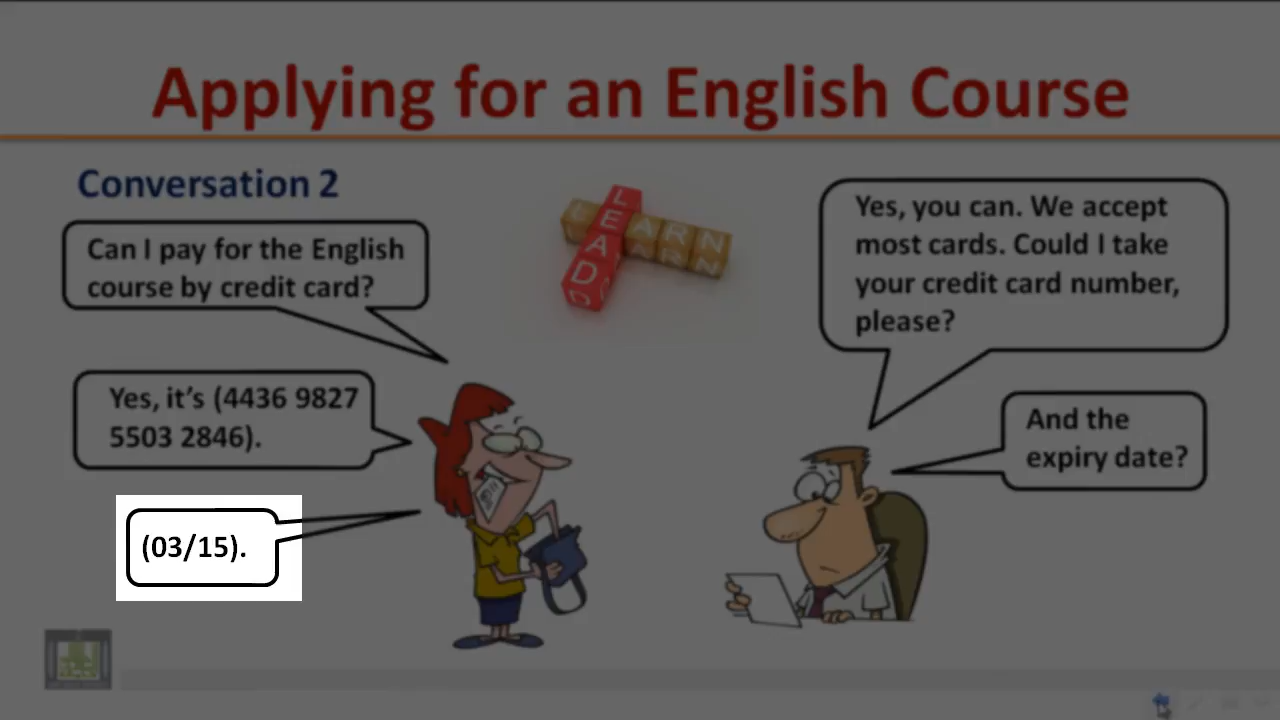 Applying for an English Course
Conversation 2
Can I pay for the English
course by credit card?
Yes, you can. We accept
most cards. Could I take
your credit card number,
please?
Yes, it's (4436 9827
5503 2846).
And the
expiry date?
(03/15).
LEAD
LEARN